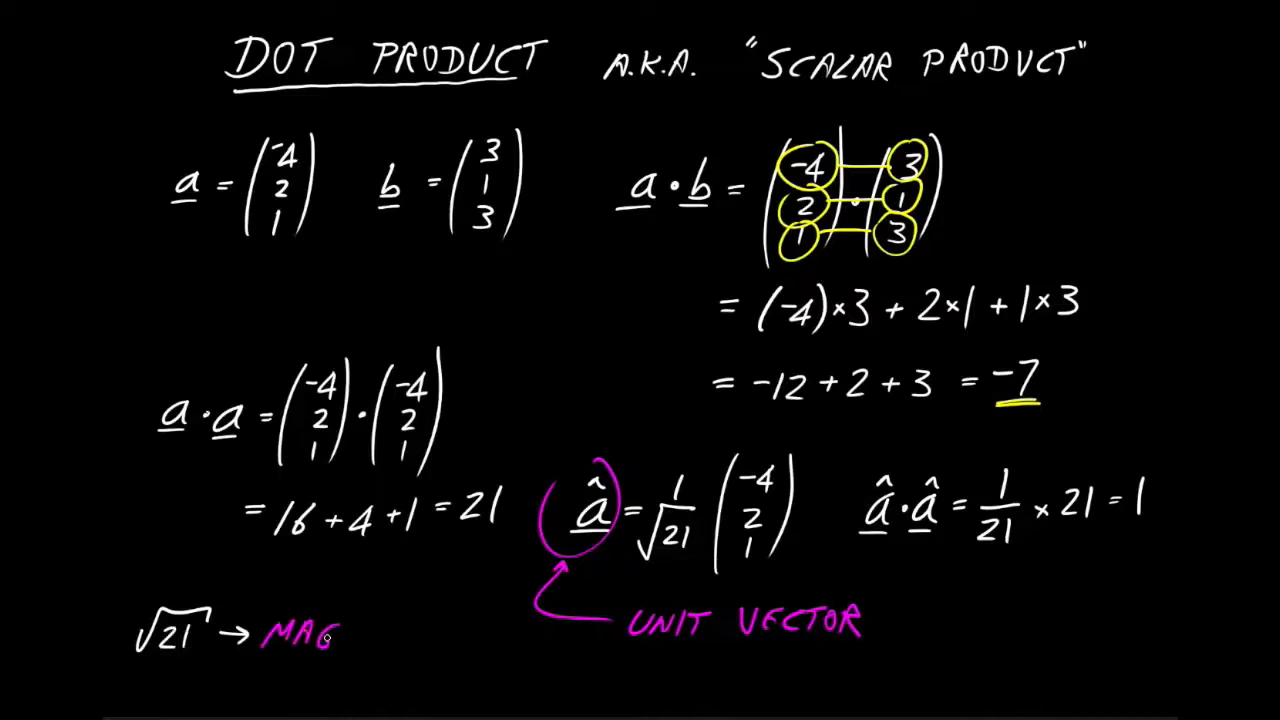 DOT PRODUCT A.K.A. "SCALAR PRODUCT"
a = (-4 2 1) b = (3 1 3) a · b = (-4 2 1) · (3 1 3)
= (-4)×3 + 2×1 + 1×3
= -12 + 2 + 3 = -7
a · a = (-4 2 1) · (-4 2 1)
= 16 + 4 + 1 = 21
â = 1/√21 (-4 2 1) â · â = 1/21 × 21 = 1
UNIT VECTOR
√21 → MAG